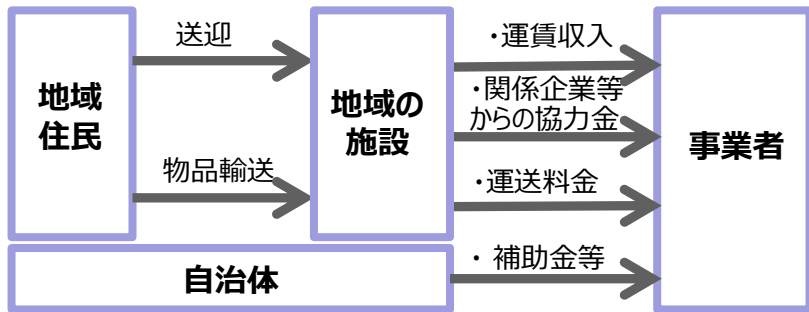 送迎
・運賃収入
地域
住民
地域の
施設
・関係企業等
からの協力金
事業者
物品輸送
・運送料金
自治体
・ 補助金等